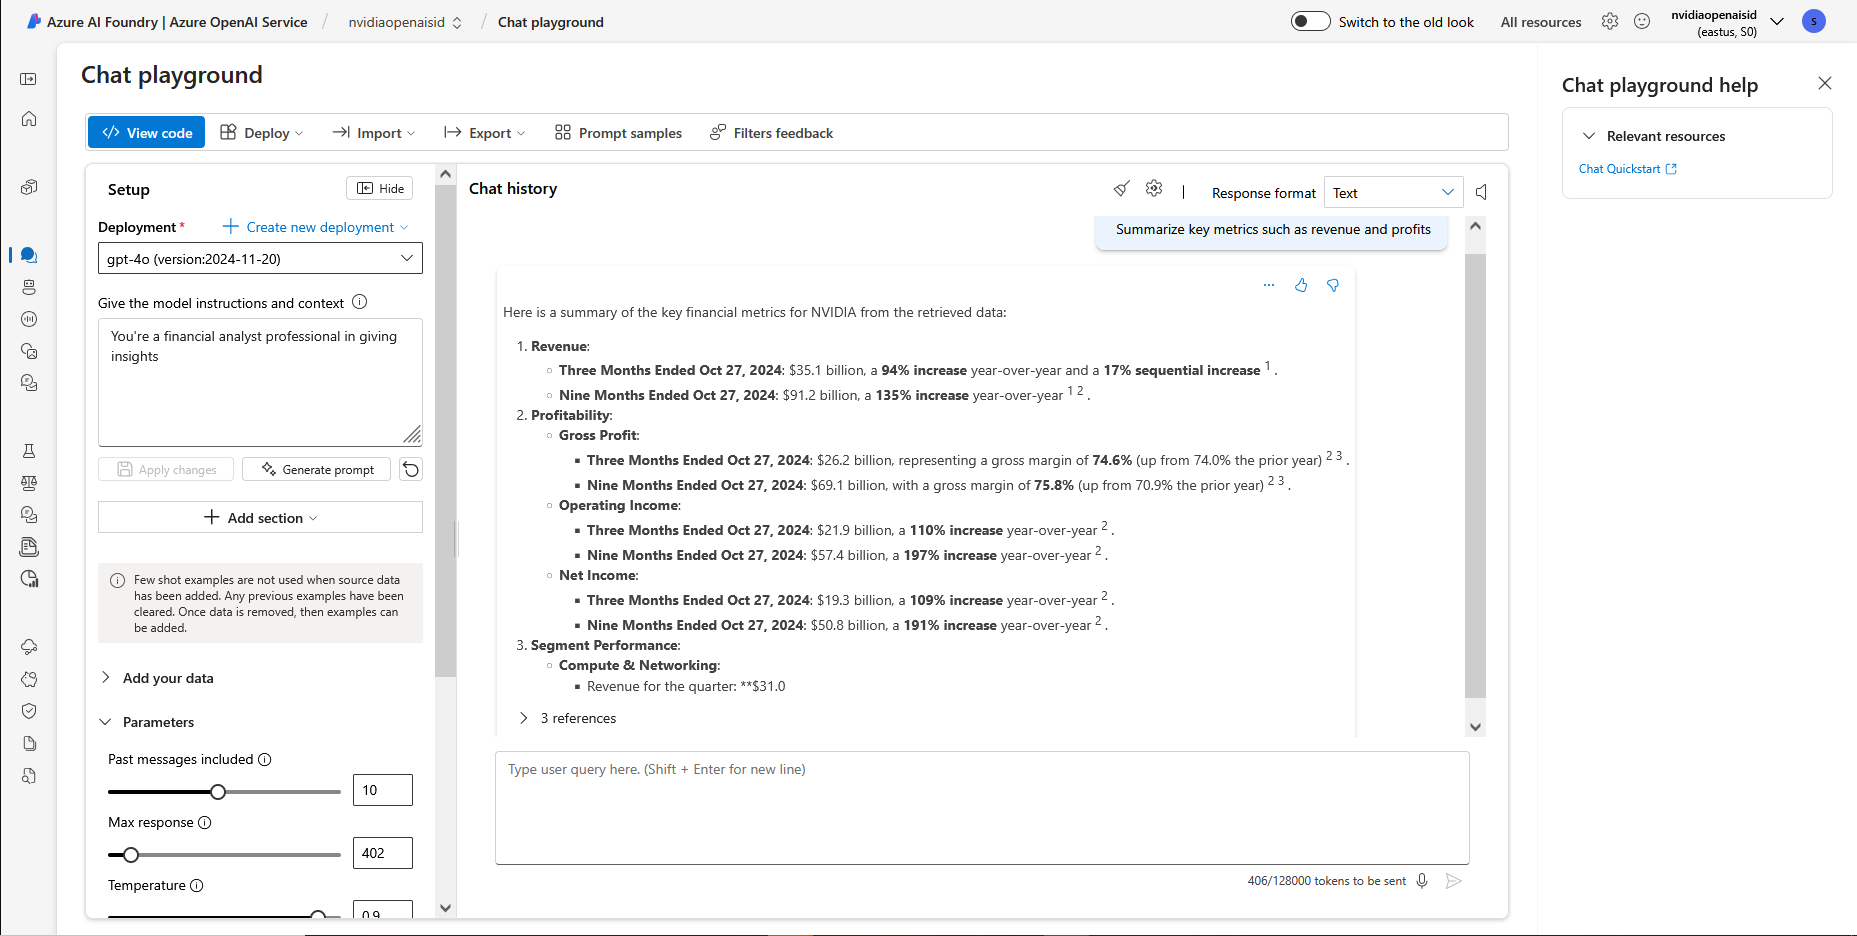 Azure AI Foundry | Azure OpenAI Service / nvidiaopenaisid / Chat playground
Switch to the old look
All resources
nvidiaopenaisid
(eastus, S0)
S
Chat playground
View code
Deploy
Import
Export
Prompt samples
Filters feedback
Setup
Hide
Deployment *
Create new deployment
gpt-4o (version:2024-11-20)
Give the model instructions and context
You're a financial analyst professional in giving
insights
Apply changes
Generate prompt
Add section
Few shot examples are not used when source data
has been added. Any previous examples have been
cleared. Once data is removed, then examples can
be added.
Add your data
Parameters
Past messages included
10
Max response
402
Temperature
0.9
Chat history
Response format
Text
Summarize key metrics such as revenue and profits
Here is a summary of the key financial metrics for NVIDIA from the retrieved data:
1. Revenue:
Three Months Ended Oct 27, 2024: $35.1 billion, a 94% increase year-over-year and a 17% sequential increase 1 .
Nine Months Ended Oct 27, 2024: $91.2 billion, a 135% increase year-over-year 1 2 .
2. Profitability:
Gross Profit:
Three Months Ended Oct 27, 2024: $26.2 billion, representing a gross margin of 74.6% (up from 74.0% the prior year) 2 3 .
Nine Months Ended Oct 27, 2024: $69.1 billion, with a gross margin of 75.8% (up from 70.9% the prior year) 2 3 .
Operating Income:
Three Months Ended Oct 27, 2024: $21.9 billion, a 110% increase year-over-year 2 .
Nine Months Ended Oct 27, 2024: $57.4 billion, a 197% increase year-over-year 2 .
Net Income:
Three Months Ended Oct 27, 2024: $19.3 billion, a 109% increase year-over-year 2 .
Nine Months Ended Oct 27, 2024: $50.8 billion, a 191% increase year-over-year 2 .
3. Segment Performance:
Compute & Networking:
Revenue for the quarter: **$31.0
3 references
Type user query here. (Shift + Enter for new line)
406/128000 tokens to be sent
Chat playground help
Relevant resources
Chat Quickstart